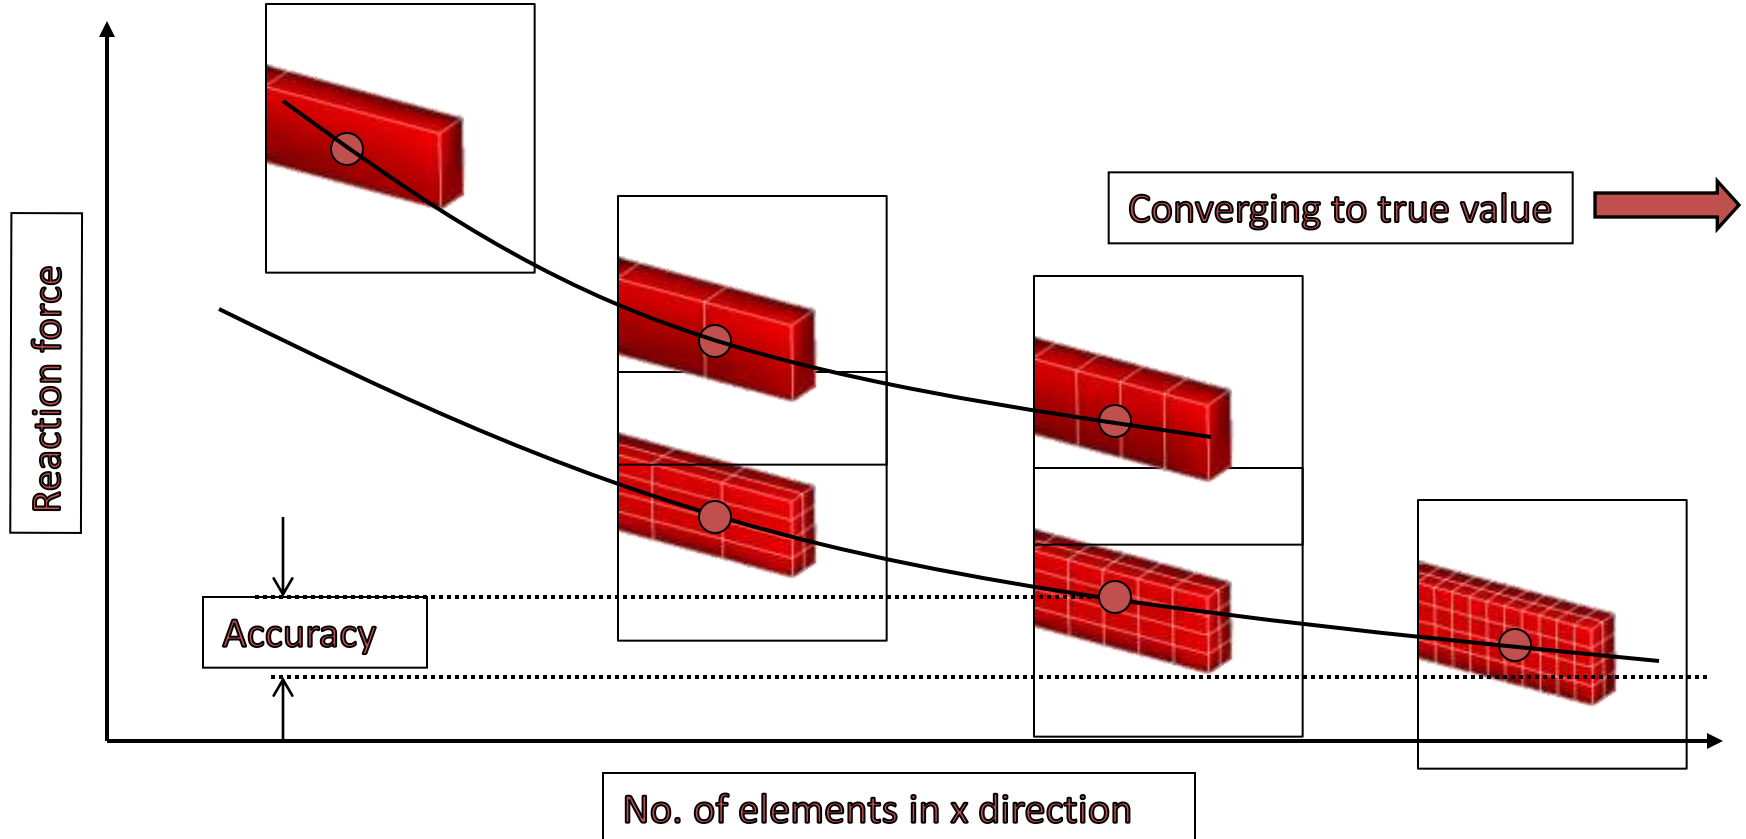 Converging to true value
Reaction force
Accuracy
No. of elements in x direction